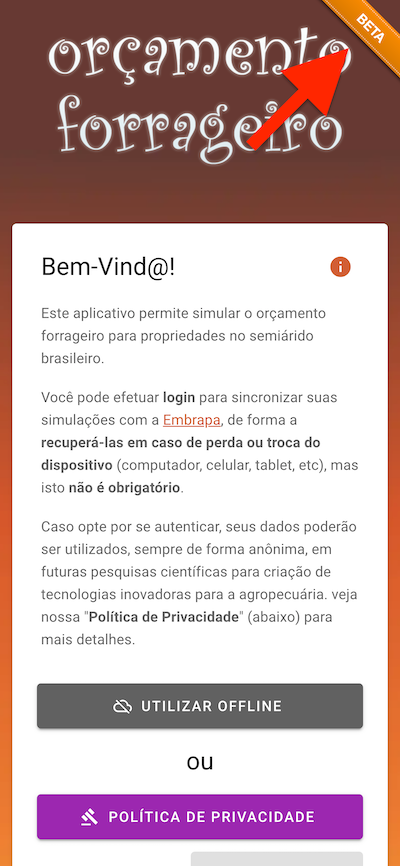 BETA
orçamento
forrageiro
Bem-Vind@!
Este aplicativo permite simular o orçamento
forrageiro para propriedades no semiárido
brasileiro.
Você pode efetuar login para sincronizar suas
simulações com a Embrapa, de forma a
recuperá-las em caso de perda ou troca do
dispositivo (computador, celular, tablet, etc), mas
isto não é obrigatório.
Caso opte por se autenticar, seus dados poderão
ser utilizados, sempre de forma anônima, em
futuras pesquisas científicas para criação de
tecnologias inovadoras para a agropecuária. veja
nossa "Política de Privacidade" (abaixo) para
mais detalhes.
UTILIZAR OFFLINE
ou
POLÍTICA DE PRIVACIDADE